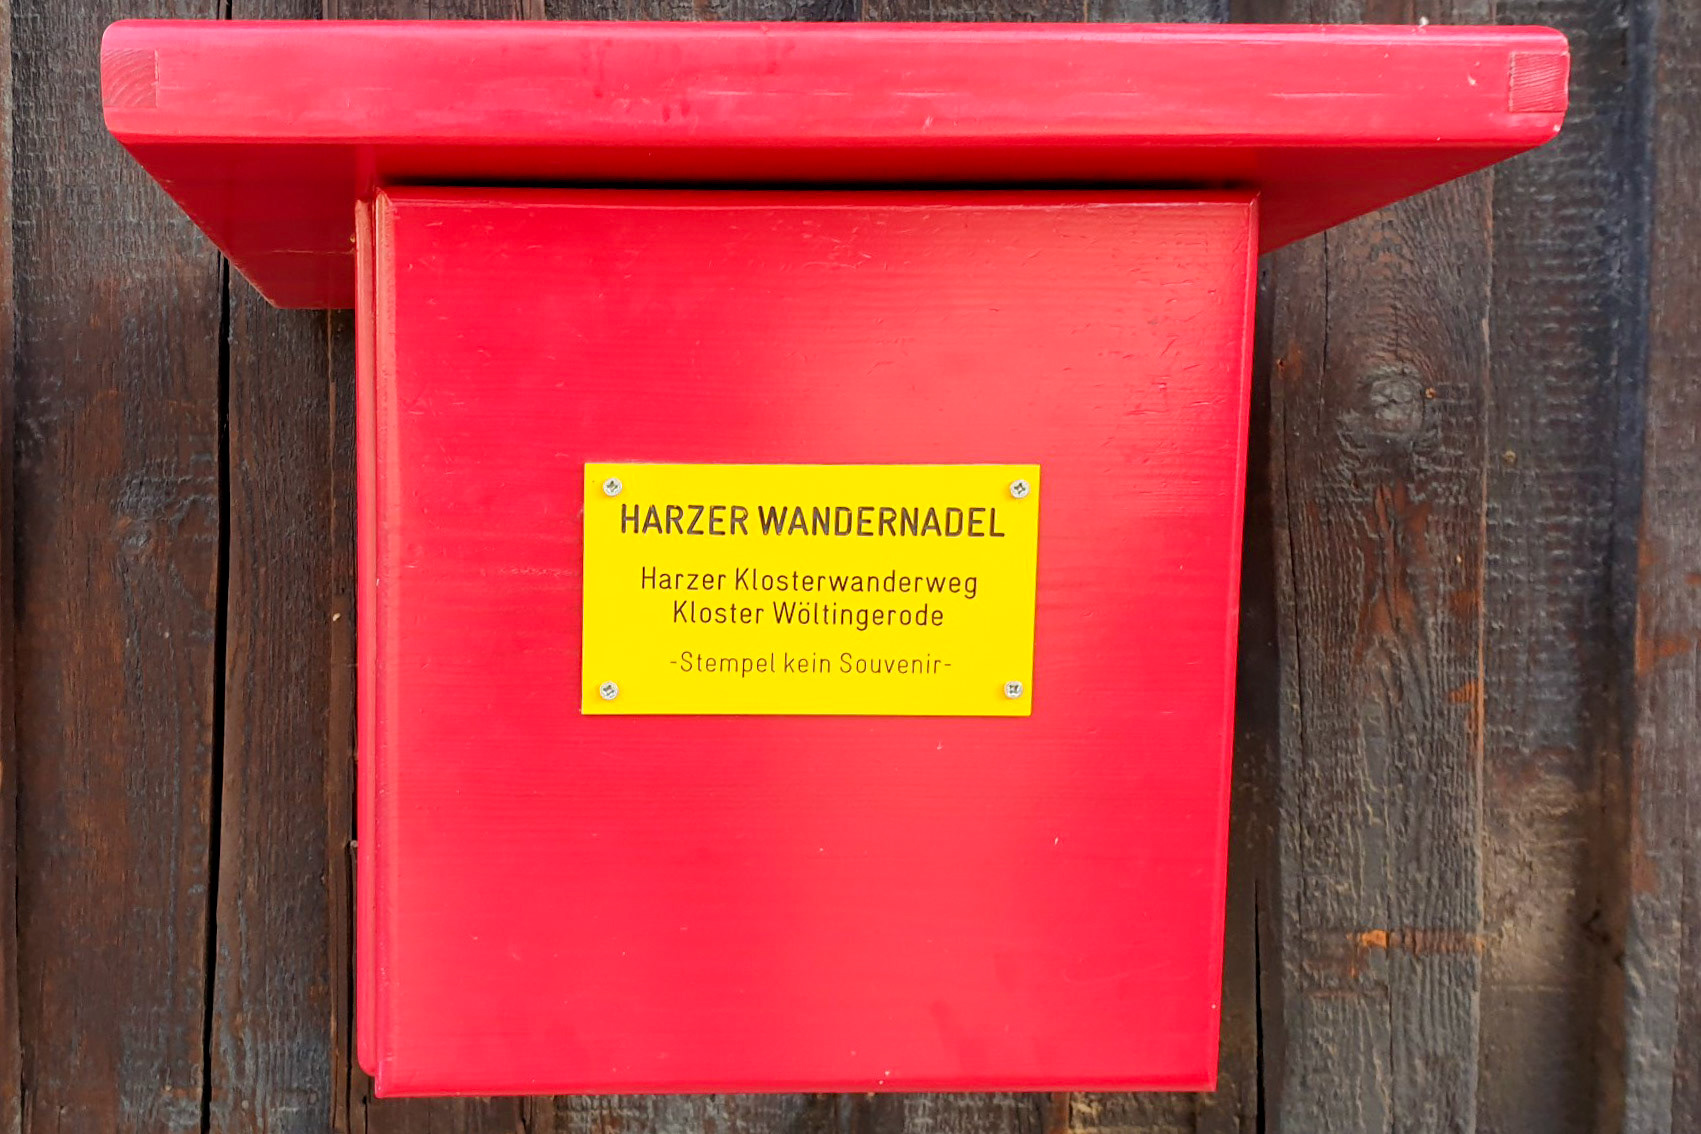 HARZER WANDERNADEL
Harzer Klosterwanderweg
Kloster Wöltingerode
-Stempel kein Souvenir-